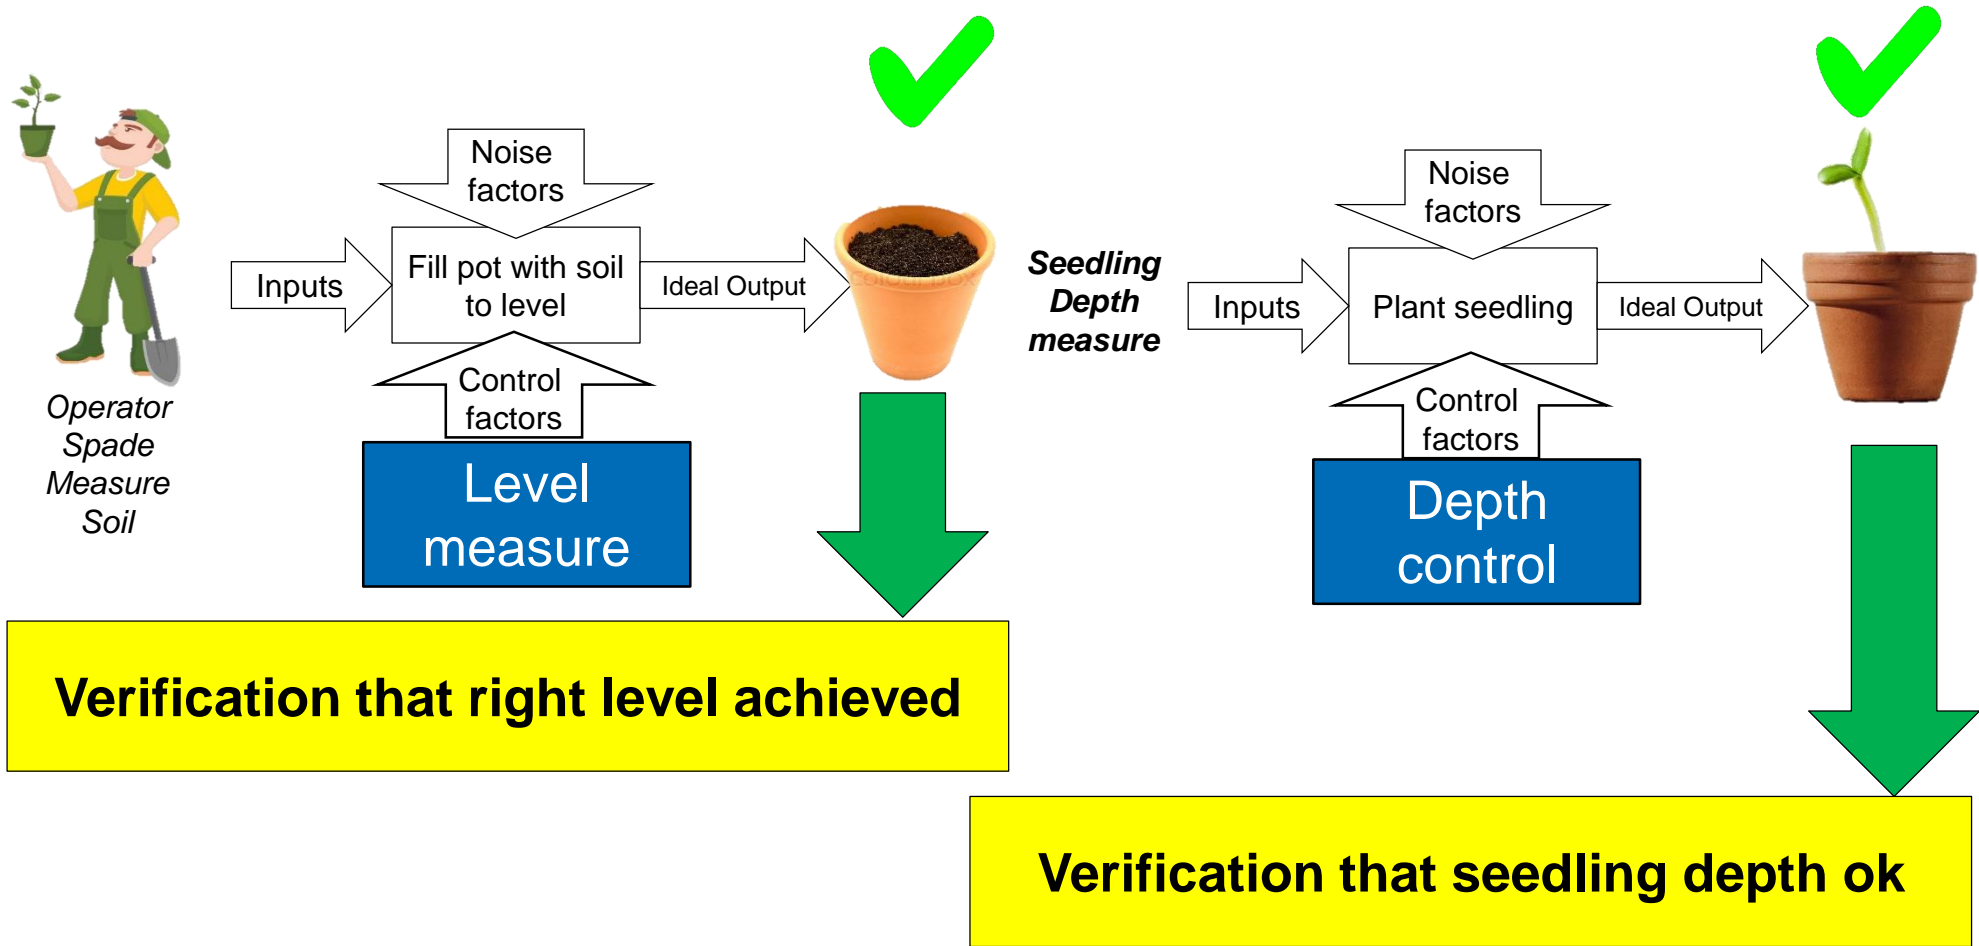 Noise
factors
Inputs
Fill pot with soil
to level
Ideal Output
Control
factors
Level
measure
Operator
Spade
Measure
Soil
Verification that right level achieved
Seedling
Depth
measure
Noise
factors
Inputs
Plant seedling
Ideal Output
Control
factors
Depth
control
Verification that seedling depth ok